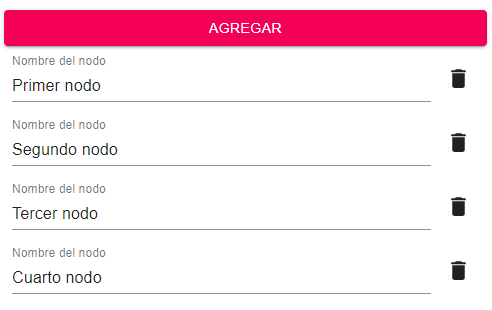 AGREGAR
Nombre del nodo
Primer nodo
Nombre del nodo
Segundo nodo
Nombre del nodo
Tercer nodo
Nombre del nodo
Cuarto nodo